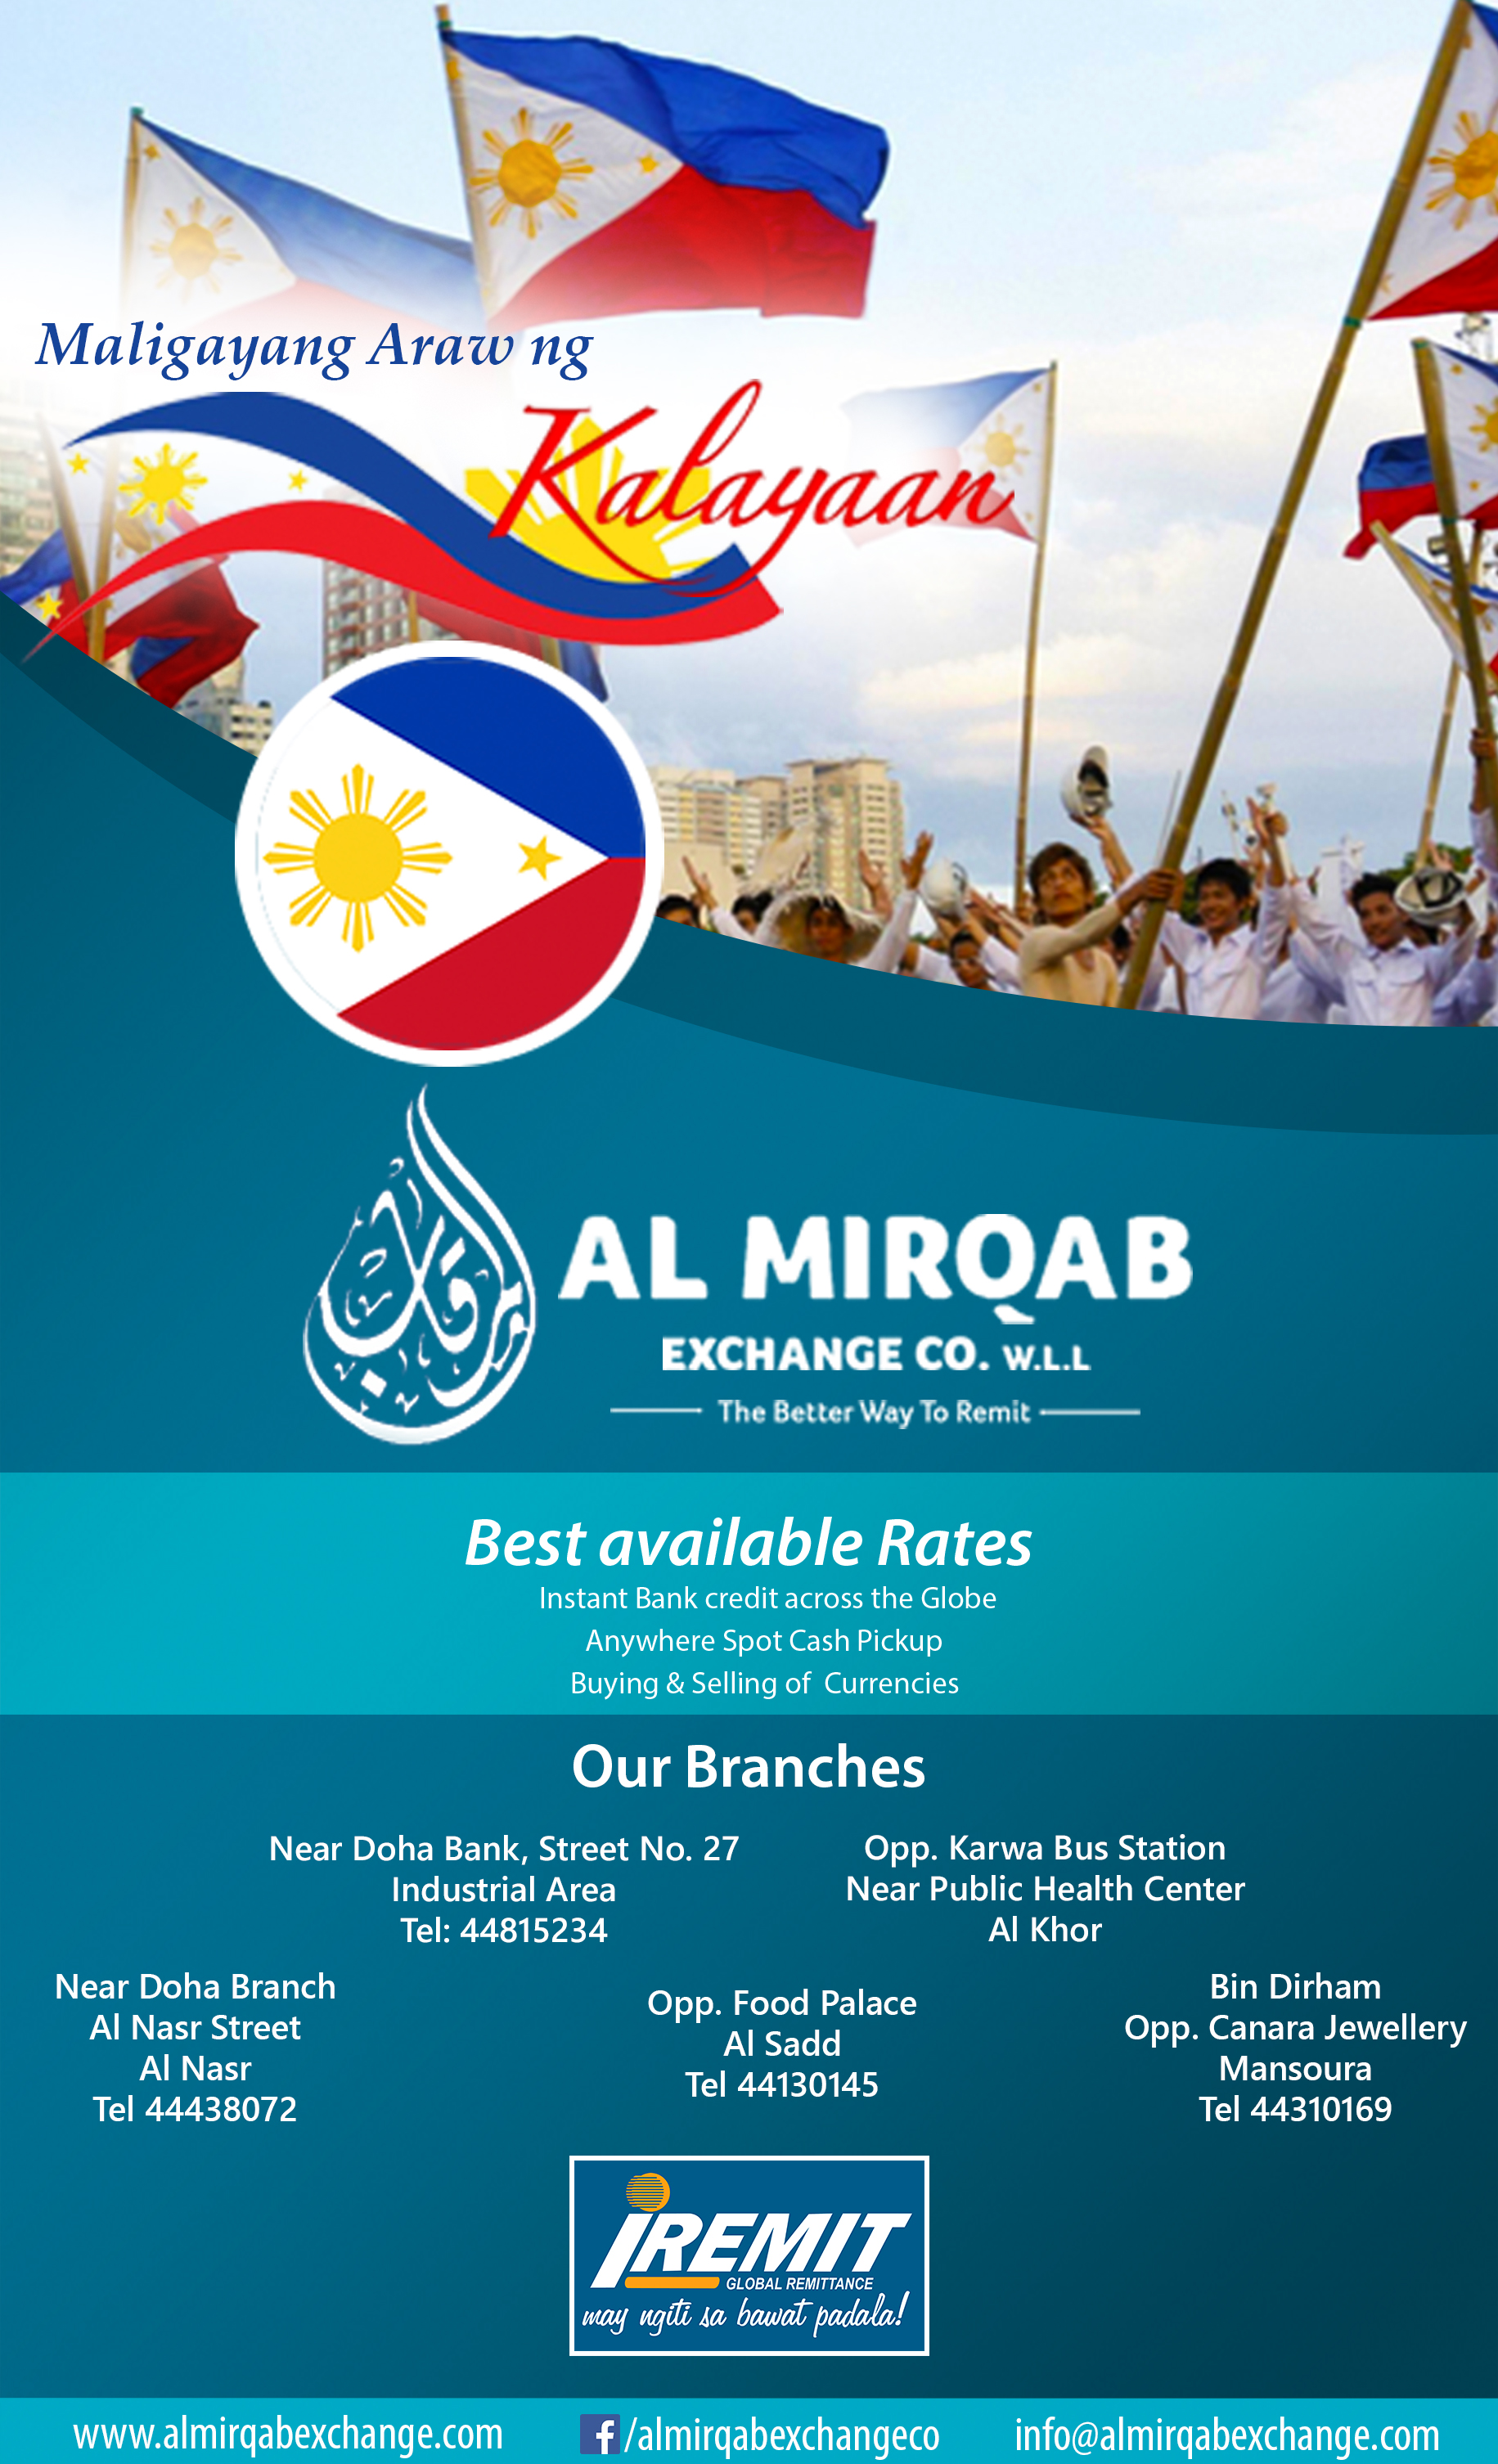 Maligayang Araw ng
Kalayaan
AL MIRQAB
EXCHANGE CO. W.L.L
The Better Way To Remit
Best available Rates
Instant Bank credit across the Globe
Anywhere Spot Cash Pickup
Buying & Selling of Currencies
Our Branches
Near Doha Bank, Street No. 27
Industrial Area
Tel: 44815234
Opp. Karwa Bus Station
Near Public Health Center
Al Khor
Near Doha Branch
Al Nasr Street
Al Nasr
Tel 44438072
Opp. Food Palace
Al Sadd
Tel 44130145
Bin Dirham
Opp. Canara Jewellery
Mansoura
Tel 44310169
iREMIT
GLOBAL REMITTANCE
may ngiti sa bawat padala!
www.almirqabexchange.com
/almirqabexchangeco
info@almirqabexchange.com